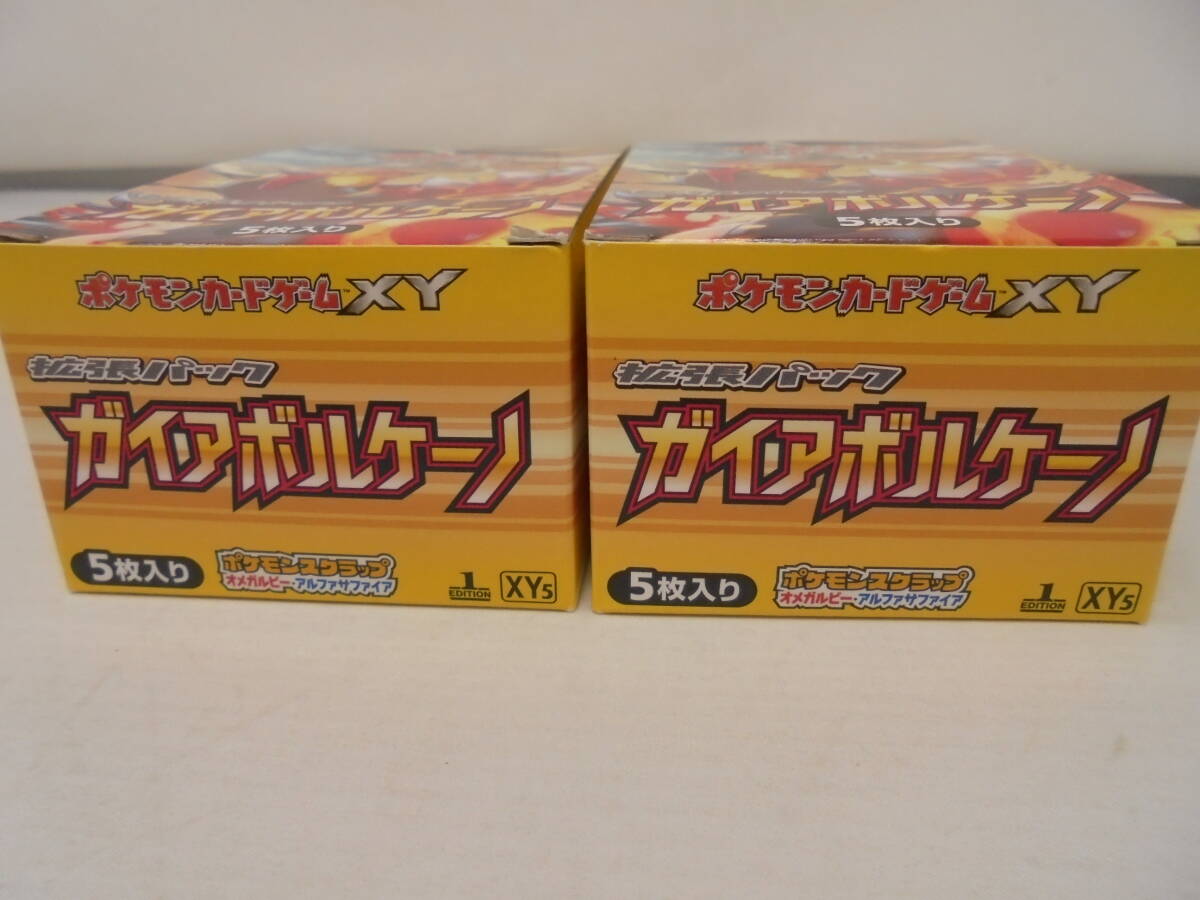 ガイアボルケーノ
5枚入り
ポケモンカードゲーム™XY
拡張パック
ガイアボルケーノ
5枚入り
ポケモンスクラップ
オメガルビー・アルファサファイア
1 EDITION
XY5
ガイアボルケーノ
5枚入り
ポケモンカードゲーム™XY
拡張パック
ガイアボルケーノ
5枚入り
ポケモンスクラップ
オメガルビー・アルファサファイア
1 EDITION
XY5